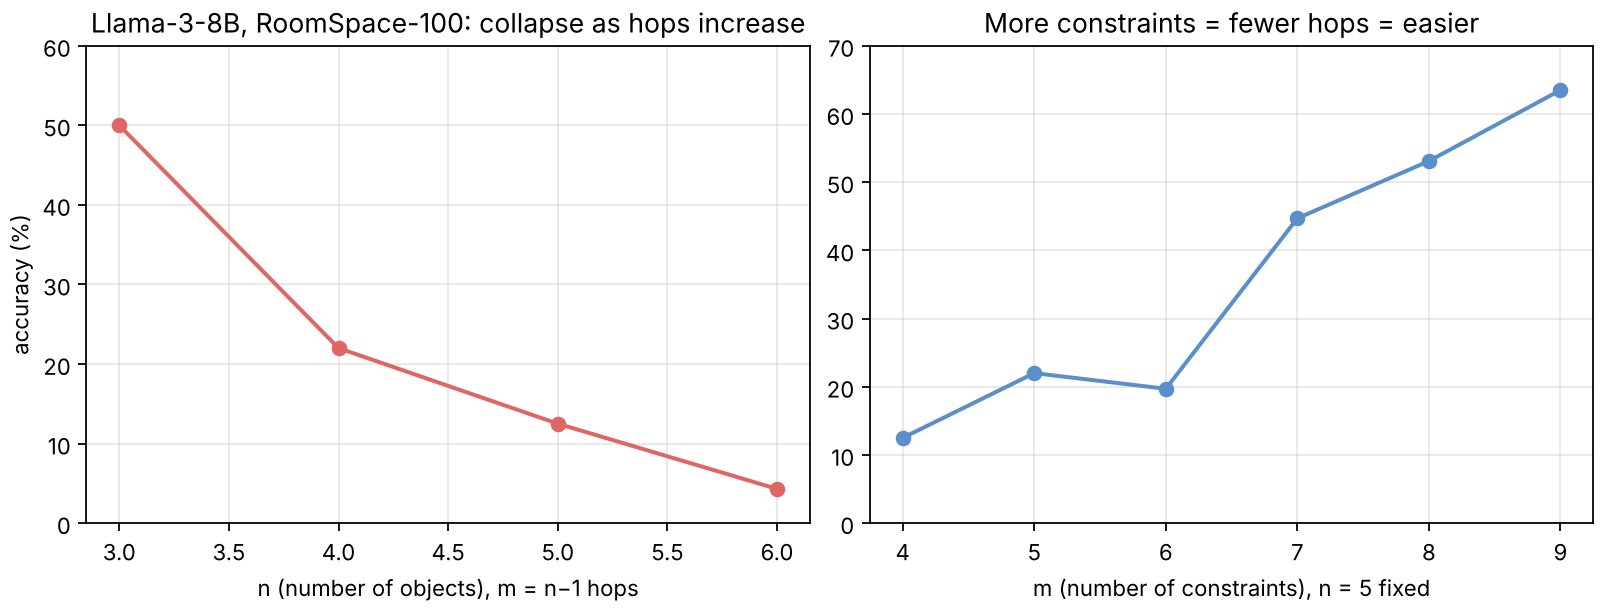 Llama-3-8B, RoomSpace-100: collapse as hops increase
60
50
40
30
20
10
0
accuracy (%)
3.0 3.5 4.0 4.5 5.0 5.5 6.0
n (number of objects), m = n−1 hops
More constraints = fewer hops = easier
70
60
50
40
30
20
10
0
4 5 6 7 8 9
m (number of constraints), n = 5 fixed